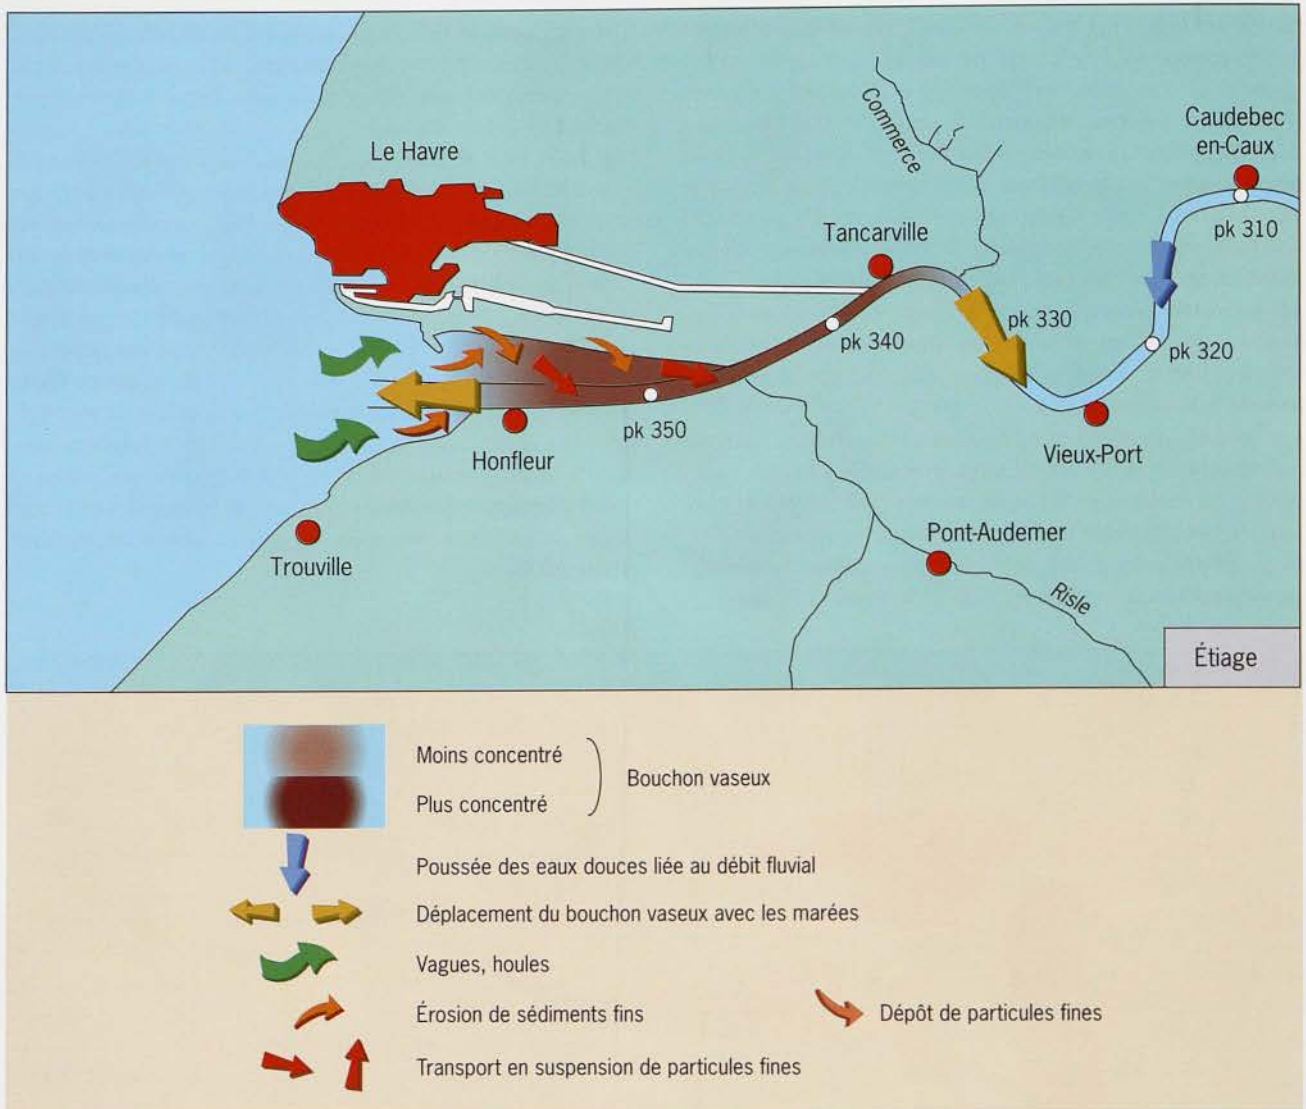 Le Havre
Commerce
Caudebec
en-Caux
pk 310
Tancarville
pk 330
pk 340
pk 320
pk 350
Honfleur
Vieux-Port
Pont-Audemer
Trouville
Risle
Étiage
Moins concentré
Plus concentré
Bouchon vaseux
Poussée des eaux douces liée au débit fluvial
Déplacement du bouchon vaseux avec les marées
Vagues, houles
Érosion de sédiments fins
Dépôt de particules fines
Transport en suspension de particules fines